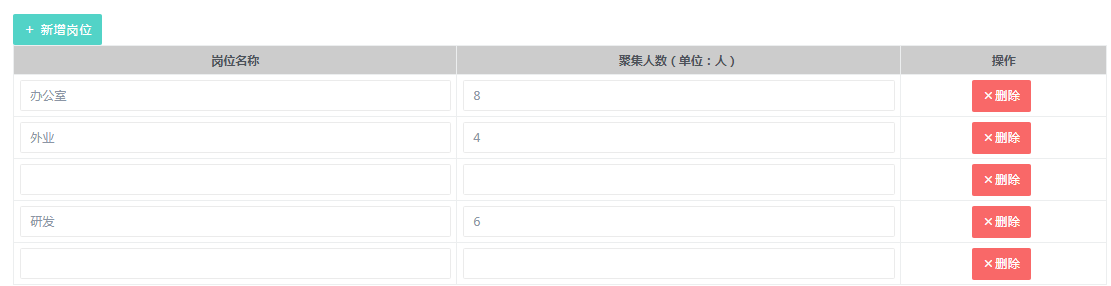 + 新增岗位
岗位名称 聚集人数（单位：人） 操作
办公室 8 ×删除
外业 4 ×删除
×删除
研发 6 ×删除
×删除